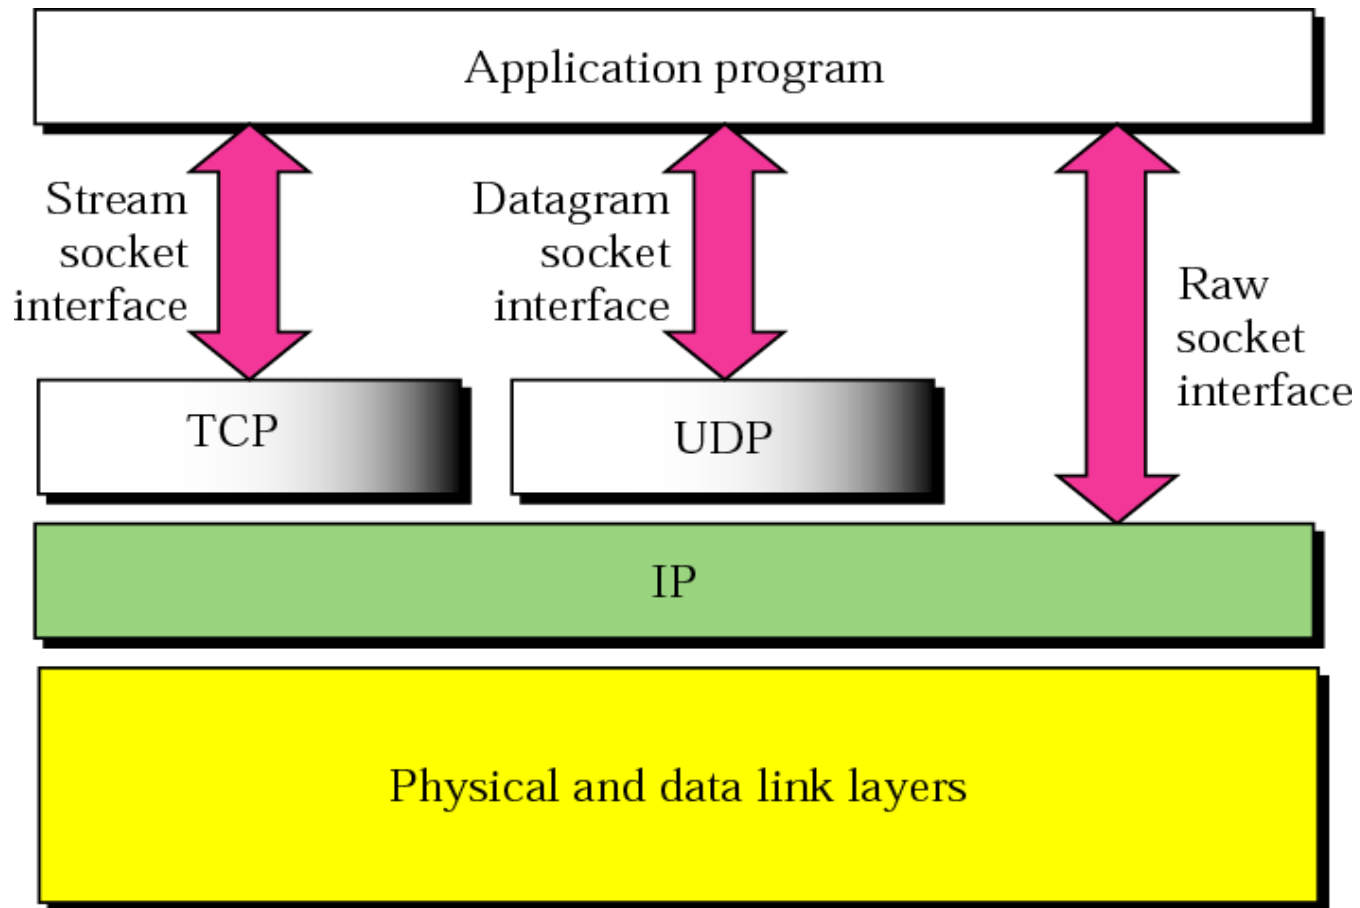 Application program
Stream
socket
interface
Datagram
socket
interface
Raw
socket
interface
TCP
UDP
IP
Physical and data link layers